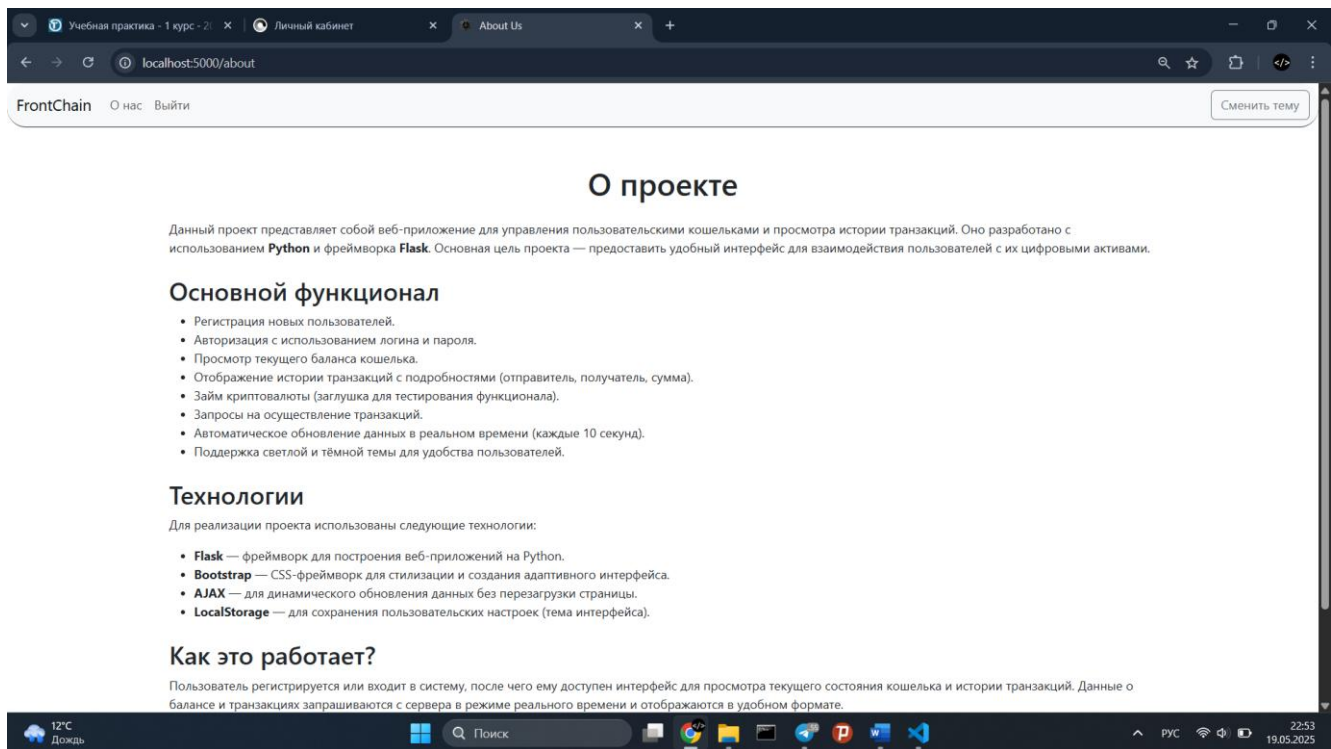 Учебная практика - 1 курс - 2
Личный кабинет
About Us
localhost:5000/about
FrontChain О нас Выйти
Сменить тему
О проекте
Данный проект представляет собой веб-приложение для управления пользовательскими кошельками и просмотра истории транзакций. Оно разработано с
использованием Python и фреймворка Flask. Основная цель проекта — предоставить удобный интерфейс для взаимодействия пользователей с их цифровыми активами.
Основной функционал
• Регистрация новых пользователей.
• Авторизация с использованием логина и пароля.
• Просмотр текущего баланса кошелька.
• Отображение истории транзакций с подробностями (отправитель, получатель, сумма).
• Займ криптовалюты (заглушка для тестирования функционала).
• Запросы на осуществление транзакций.
• Автоматическое обновление данных в реальном времени (каждые 10 секунд).
• Поддержка светлой и тёмной темы для удобства пользователей.
Технологии
Для реализации проекта использованы следующие технологии:
• Flask — фреймворк для построения веб-приложений на Python.
• Bootstrap — CSS-фреймворк для стилизации и создания адаптивного интерфейса.
• AJAX — для динамического обновления данных без перезагрузки страницы.
• LocalStorage — для сохранения пользовательских настроек (тема интерфейса).
Как это работает?
Пользователь регистрируется или входит в систему, после чего ему доступен интерфейс для просмотра текущего состояния кошелька и истории транзакций. Данные о
балансе и транзакциях запрашиваются с сервера в режиме реального времени и отображаются в удобном формате.
12°C
Дождь
Поиск
РУС
22:53
19.05.2025